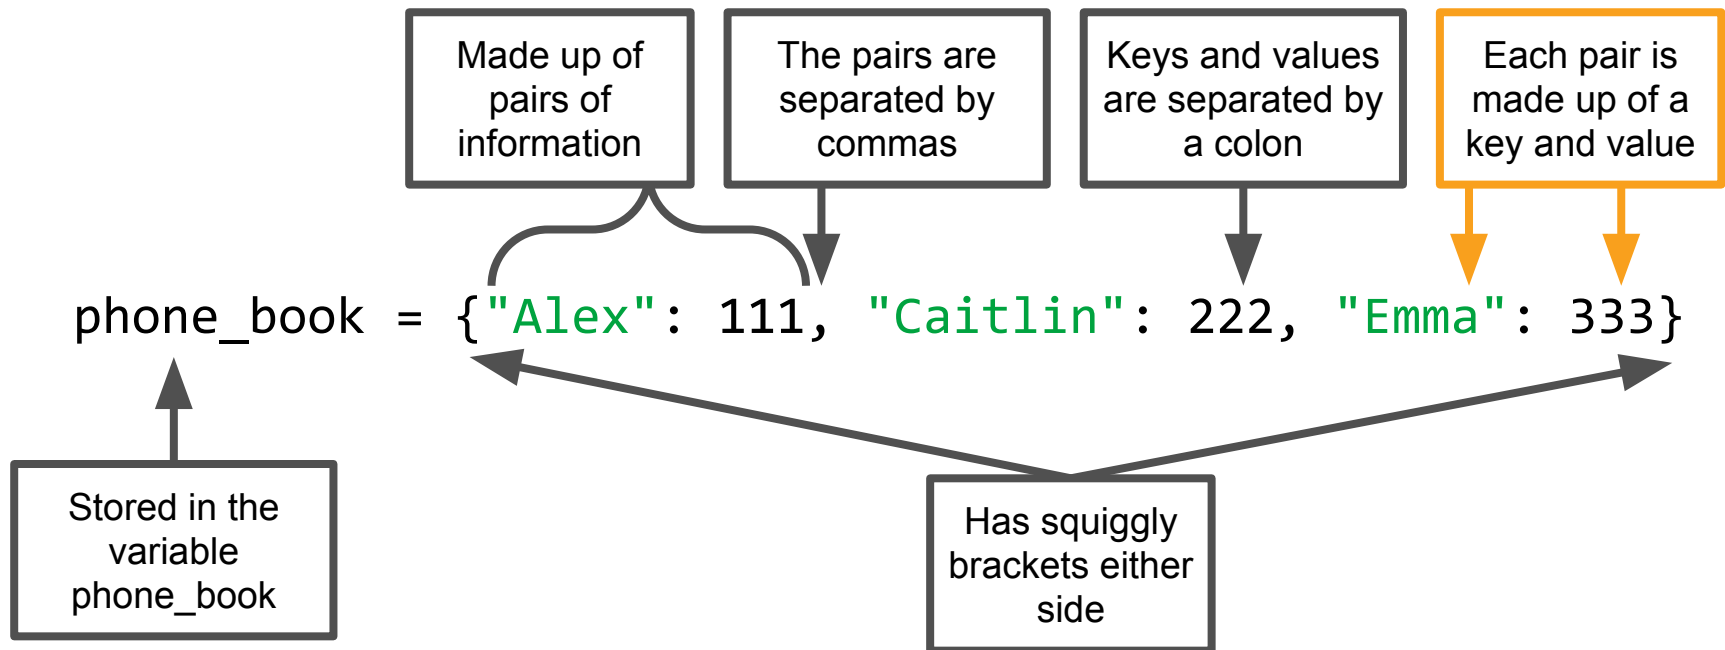 Made up of
pairs of
information
The pairs are
separated by
commas
Keys and values
are separated by
a colon
Each pair is
made up of a
key and value
phone_book = {"Alex": 111, "Caitlin": 222, "Emma": 333}
Stored in the
variable
phone_book
Has squiggly
brackets either
side